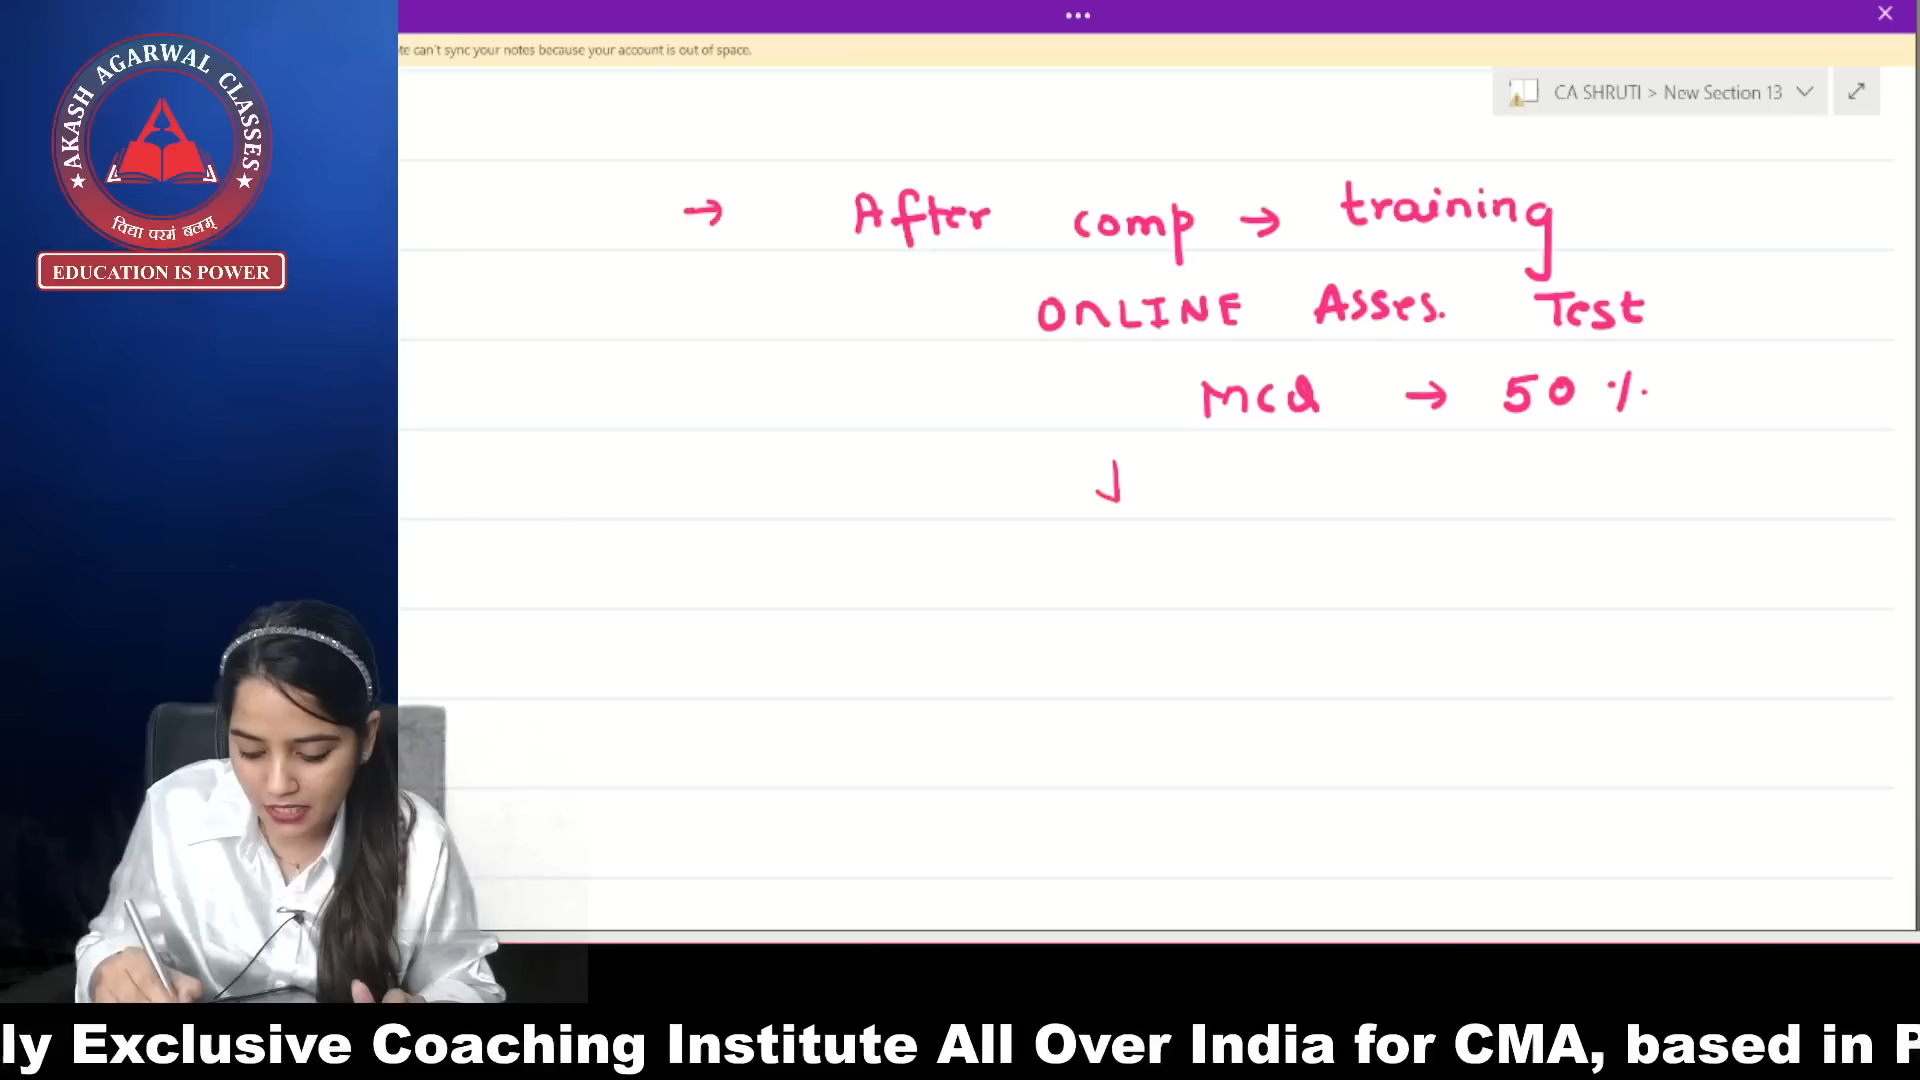 AKASH AGARWAL CLASSES
विद्या परमं बलम्
EDUCATION IS POWER
te can't sync your notes because your account is out of space.
CA SHRUTI > New Section 13
→ After comp → training
ONLINE Asses. Test
MCQ → 50 %
ly Exclusive Coaching Institute All Over India for CMA, based in P